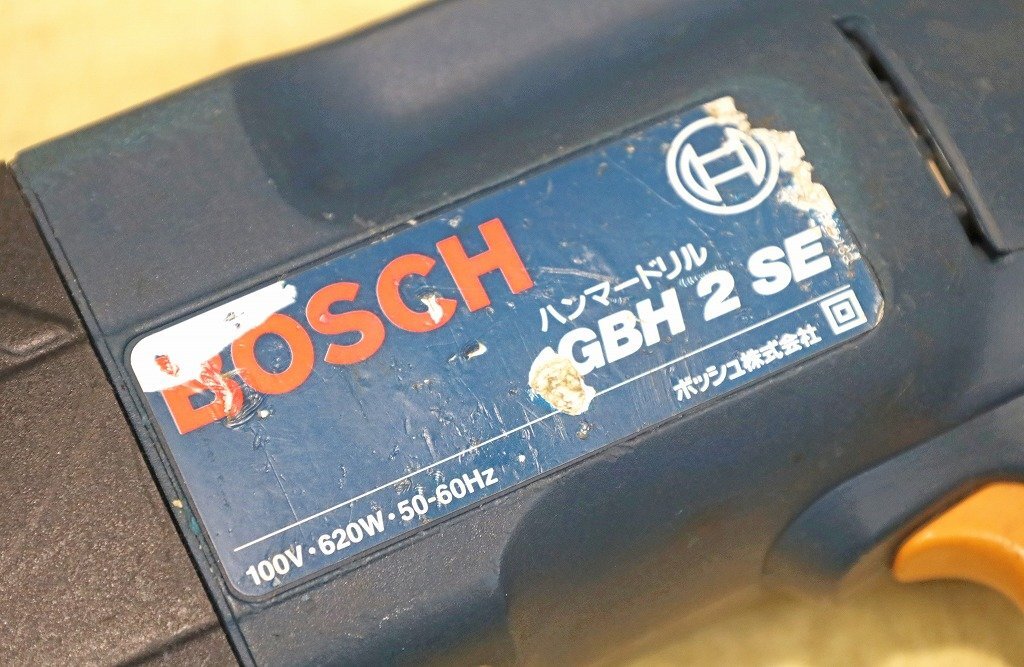 BOSCH
ハンマードリル
GBH 2 SE
100V・620W・50-60Hz
ボッシュ株式会社